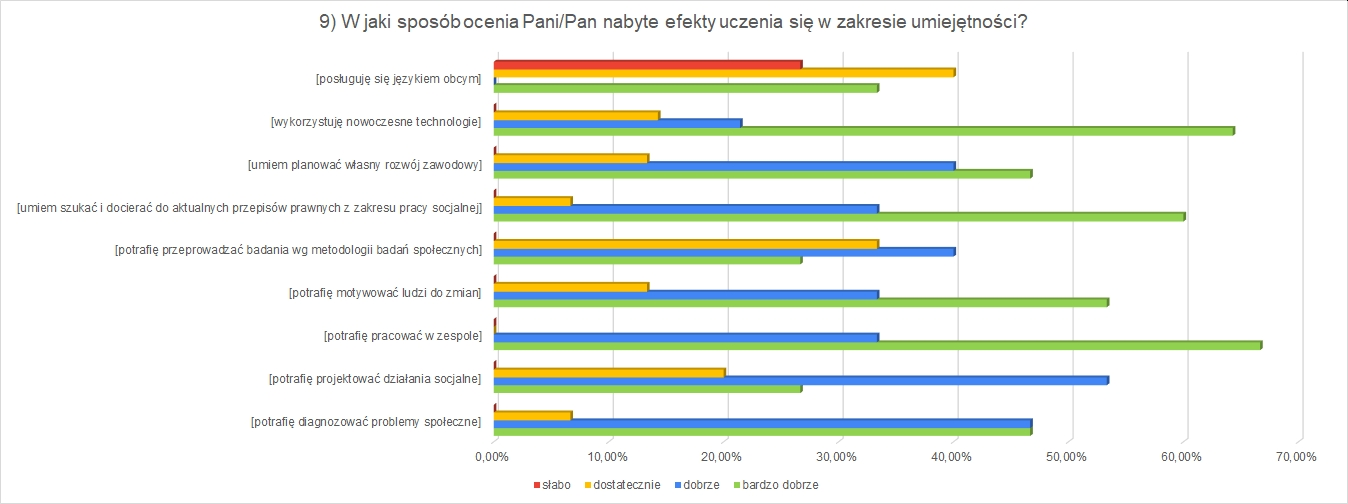 9) W jaki sposób ocenia Pani/Pan nabyte efekty uczenia się w zakresie umiejętności?
[posługuję się językiem obcym]
[wykorzystuję nowoczesne technologie]
[umiem planować własny rozwój zawodowy]
[umiem szukać i docierać do aktualnych przepisów prawnych z zakresu pracy socjalnej]
[potrafię przeprowadzać badania wg metodologii badań społecznych]
[potrafię motywować ludzi do zmian]
[potrafię pracować w zespole]
[potrafię projektować działania socjalne]
[potrafię diagnozować problemy społeczne]
0,00% 10,00% 20,00% 30,00% 40,00% 50,00% 60,00% 70,00%
słabo dostatecznie dobrze bardzo dobrze